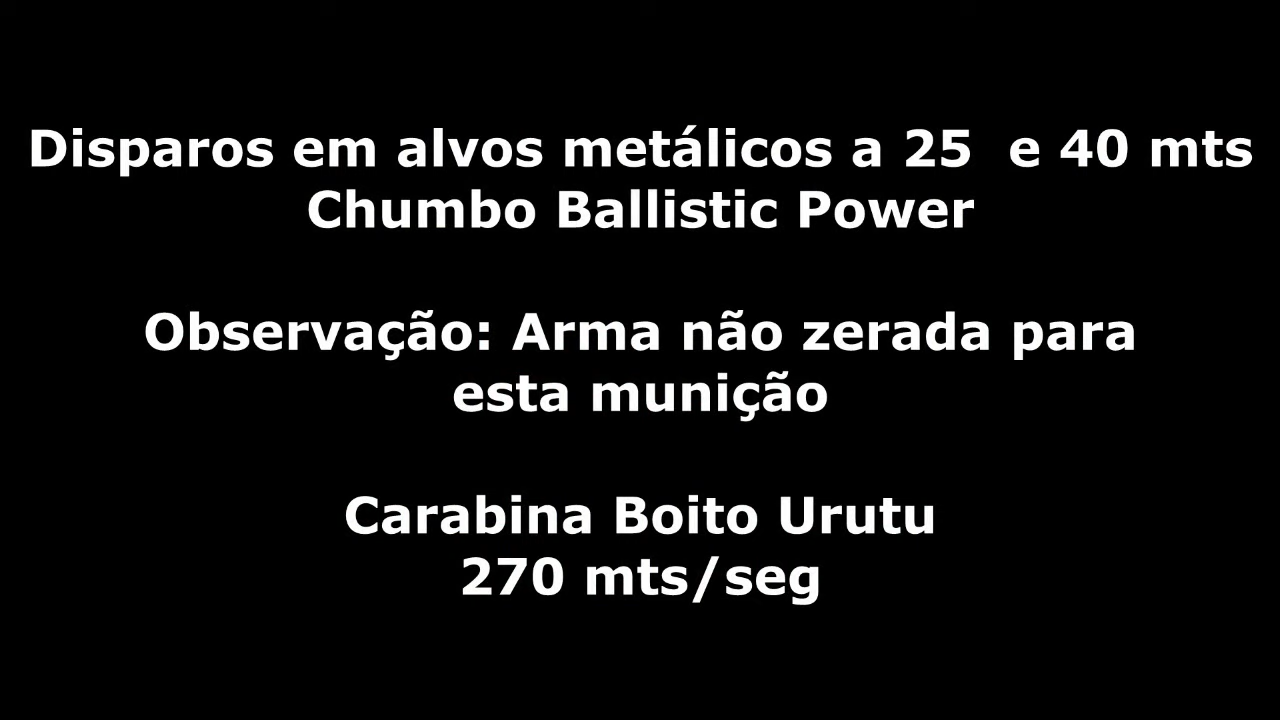 Disparos em alvos metálicos a 25 e 40 mts
Chumbo Ballistic Power
Observação: Arma não zerada para
esta munição
Carabina Boito Urutu
270 mts/seg